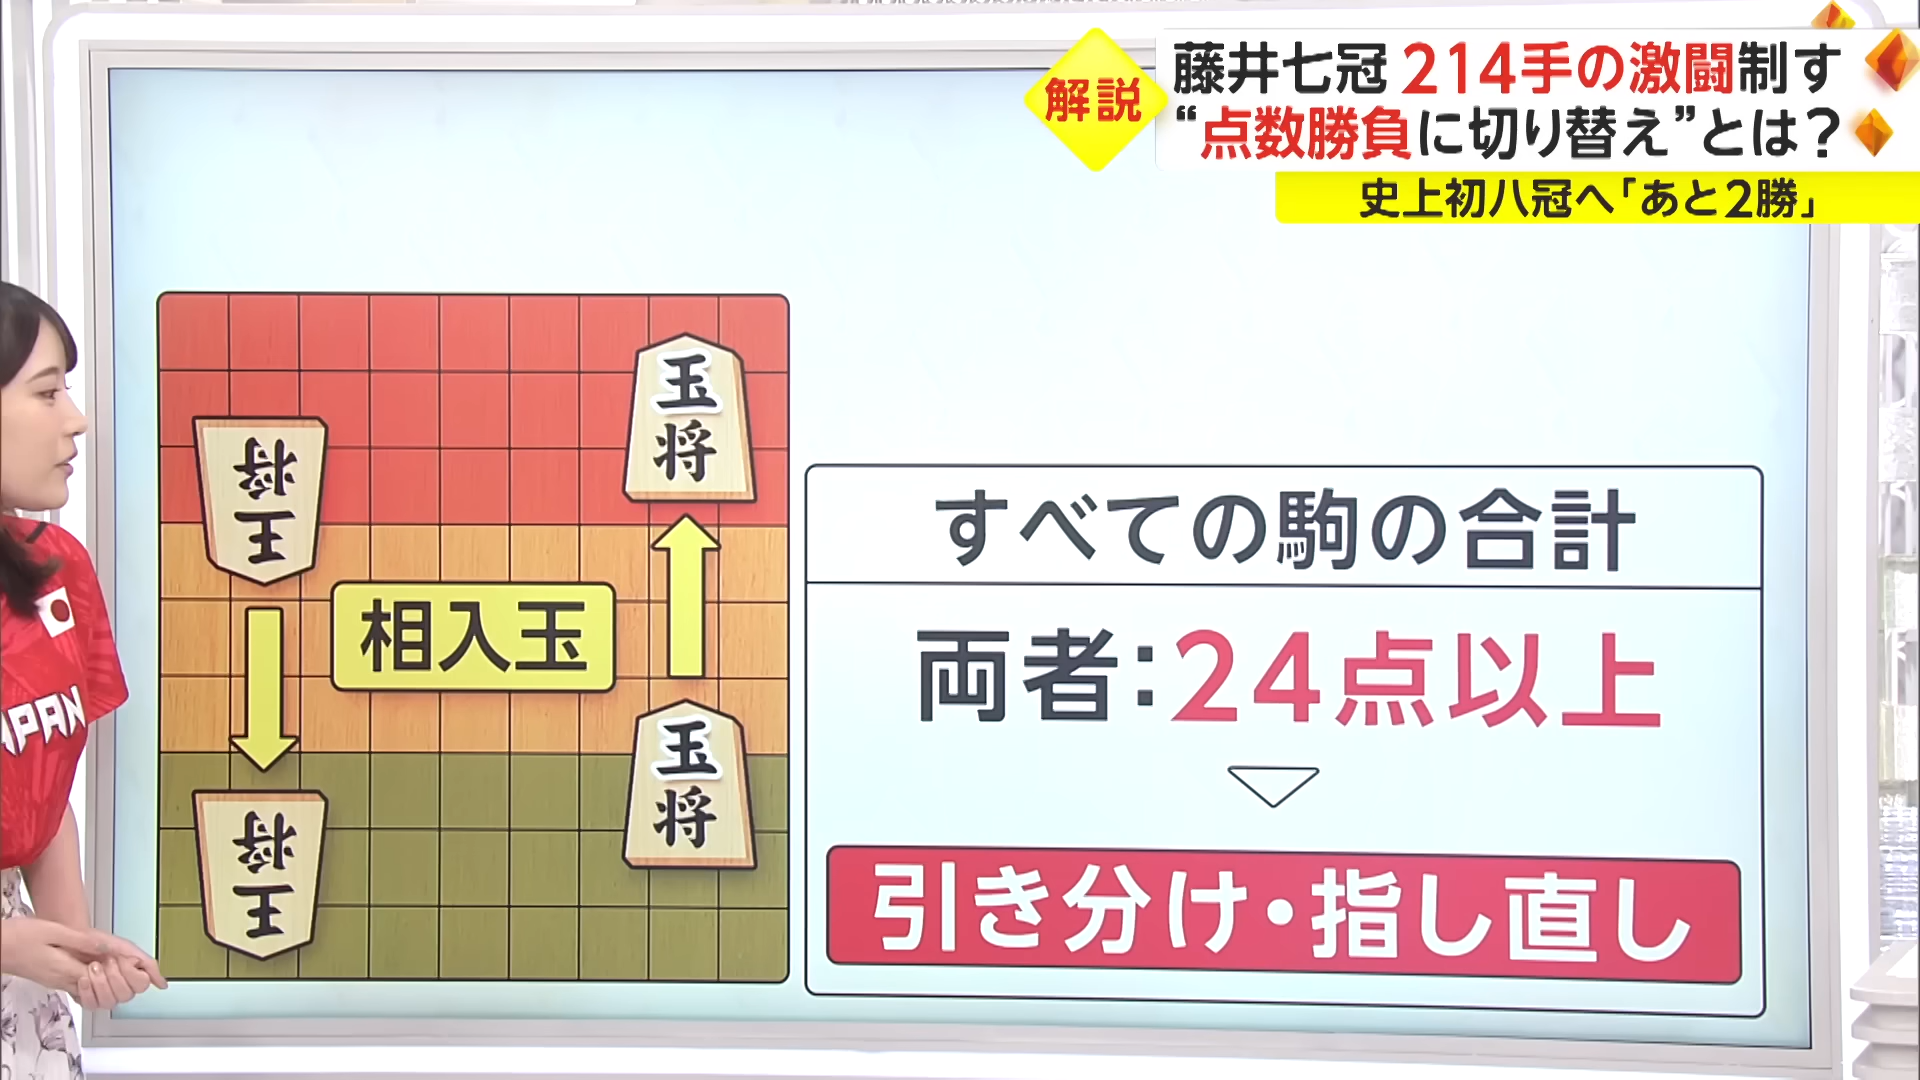 解説
藤井七冠 214手の激闘制す
“点数勝負に切り替え”とは？
史上初八冠へ「あと2勝」
玉将
王将
相入玉
玉将
王将
すべての駒の合計
両者：24点以上
引き分け・指し直し
JAPAN